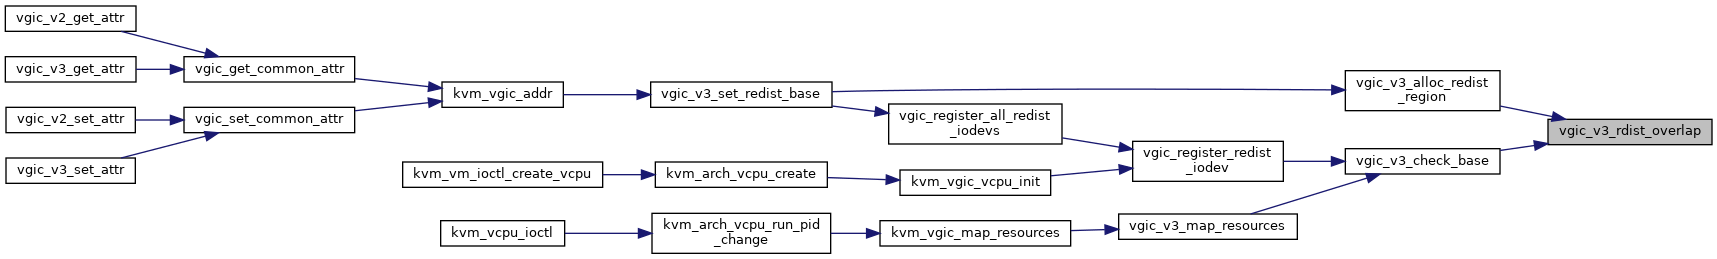 vgic_v2_get_attr
vgic_v3_get_attr
vgic_get_common_attr
vgic_v2_set_attr
vgic_set_common_attr
vgic_v3_set_attr
kvm_vgic_addr
vgic_v3_set_redist_base
vgic_register_all_redist
_iodevs
kvm_vm_ioctl_create_vcpu
kvm_arch_vcpu_create
kvm_vgic_vcpu_init
vgic_register_redist
_iodev
kvm_vcpu_ioctl
kvm_arch_vcpu_run_pid
_change
kvm_vgic_map_resources
vgic_v3_map_resources
vgic_v3_alloc_redist
_region
vgic_v3_check_base
vgic_v3_rdist_overlap